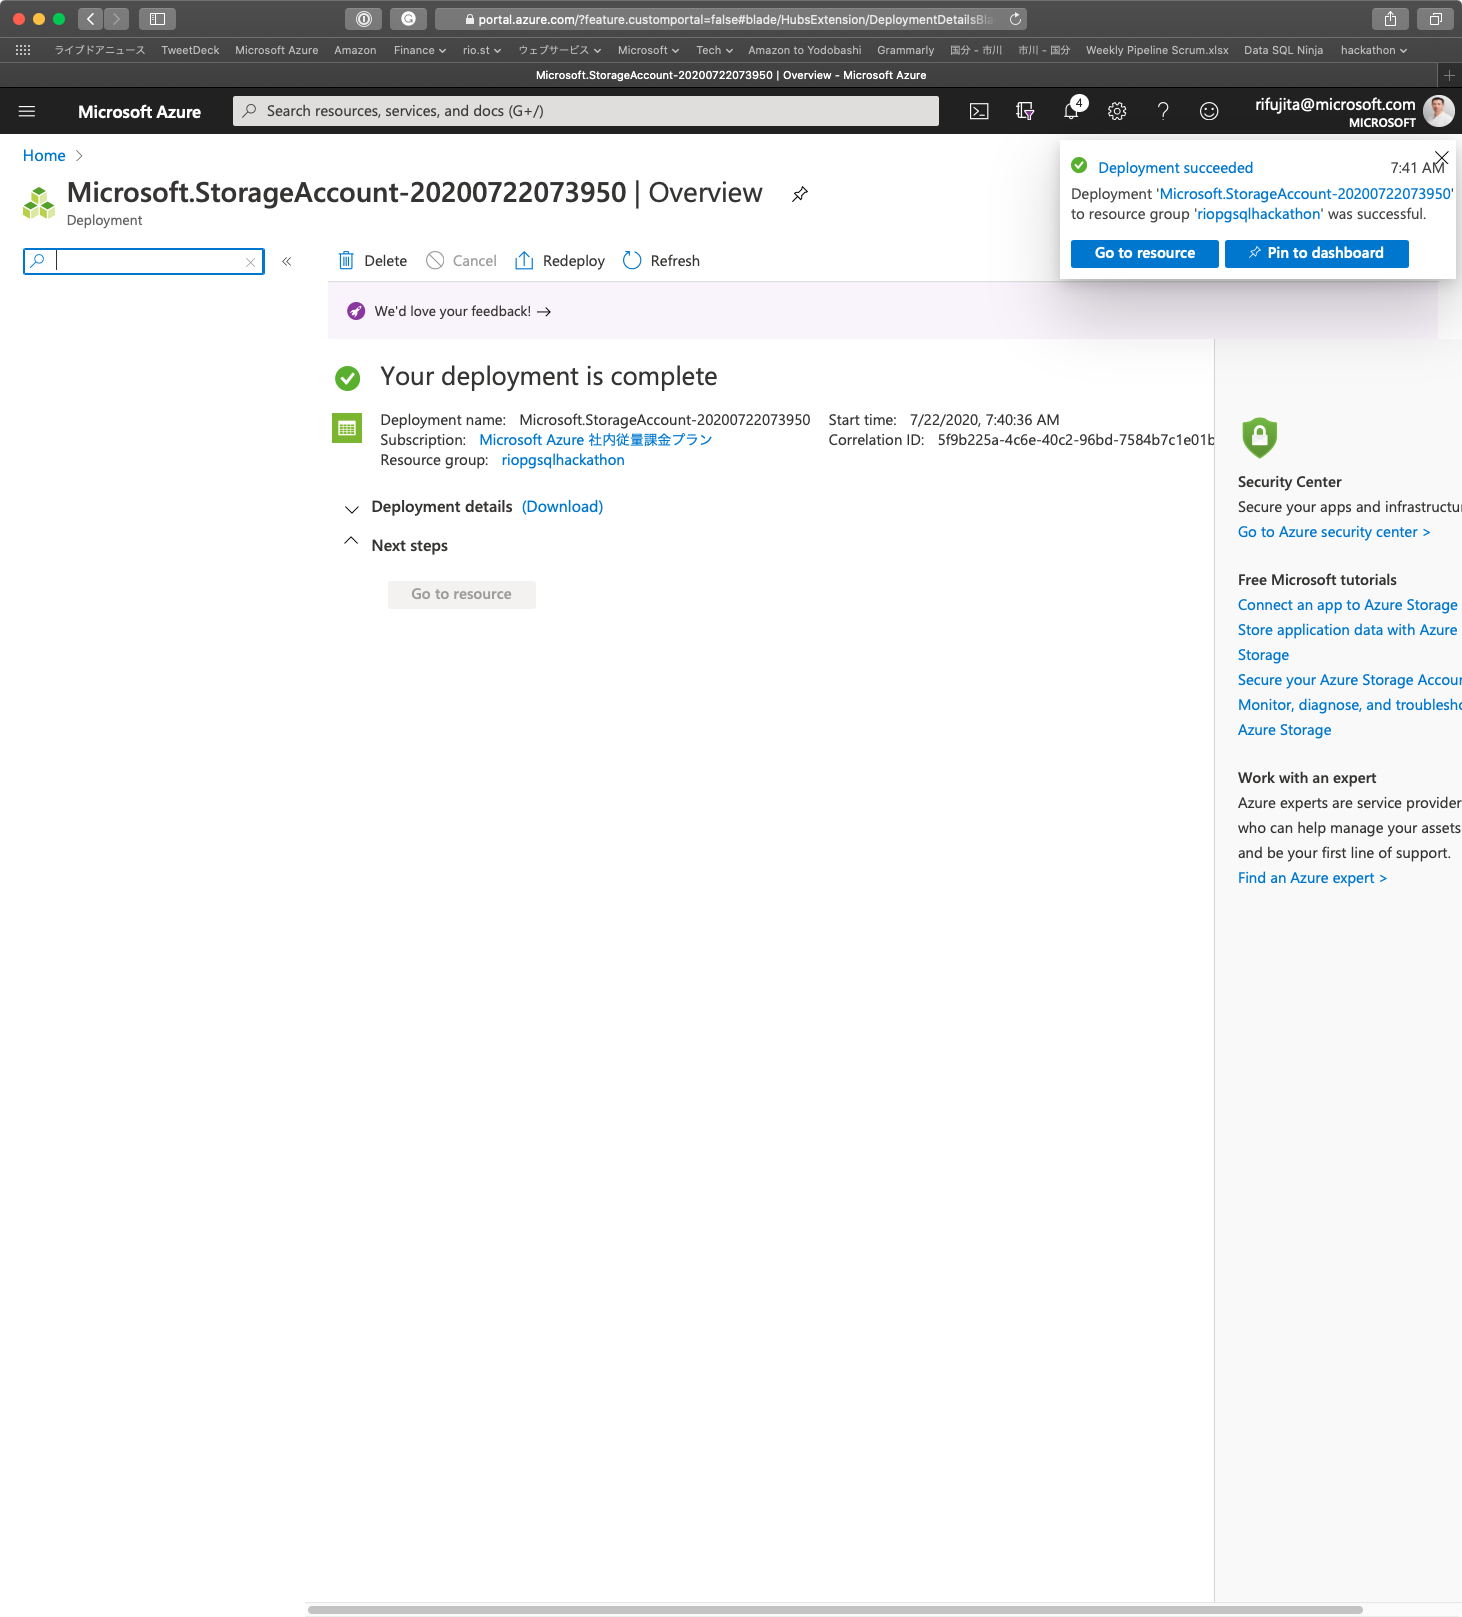 portal.azure.com/?feature.customportal=false#blade/HubsExtension/DeploymentDetailsBla
ライブドアニュース TweetDeck Microsoft Azure Amazon Finance rio.st ウェブサービス Microsoft Tech Amazon to Yodobashi Grammarly 国分 - 市川 市川 - 国分 Weekly Pipeline Scrum.xlsx Data SQL Ninja hackathon
Microsoft.StorageAccount-20200722073950 | Overview - Microsoft Azure
Microsoft Azure
Search resources, services, and docs (G+/)
4
rifujita@microsoft.com
MICROSOFT
Home
Microsoft.StorageAccount-20200722073950 | Overview
Deployment
Deployment succeeded 7:41 AM
Deployment 'Microsoft.StorageAccount-20200722073950'
to resource group 'riopgsqlhackathon' was successful.
Go to resource Pin to dashboard
Delete Cancel Redeploy Refresh
We'd love your feedback! →
Your deployment is complete
Deployment name: Microsoft.StorageAccount-20200722073950 Start time: 7/22/2020, 7:40:36 AM
Subscription: Microsoft Azure 社内従量課金プラン Correlation ID: 5f9b225a-4c6e-40c2-96bd-7584b7c1e01b
Resource group: riopgsqlhackathon
Deployment details (Download)
Next steps
Go to resource
Security Center
Secure your apps and infrastructu
Go to Azure security center >
Free Microsoft tutorials
Connect an app to Azure Storage
Store application data with Azure
Storage
Secure your Azure Storage Accour
Monitor, diagnose, and troublesho
Azure Storage
Work with an expert
Azure experts are service provider
who can help manage your assets
and be your first line of support.
Find an Azure expert >